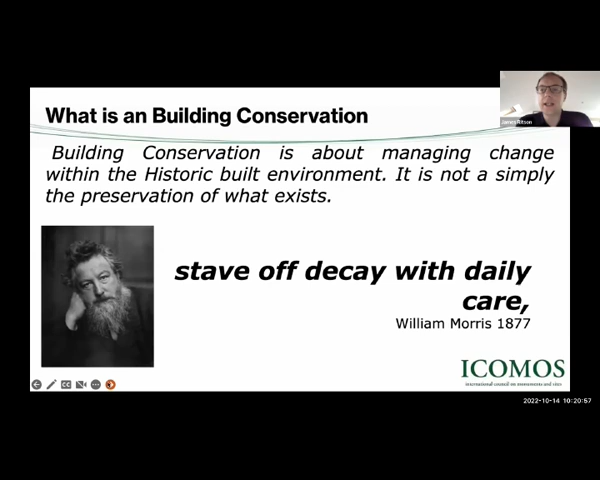 What is an Building Conservation
Building Conservation is about managing change
within the Historic built environment. It is not a simply
the preservation of what exists.
stave off decay with daily
care,
William Morris 1877
ICOMOS
international council on monuments and sites
2022-10-14 10:20:57